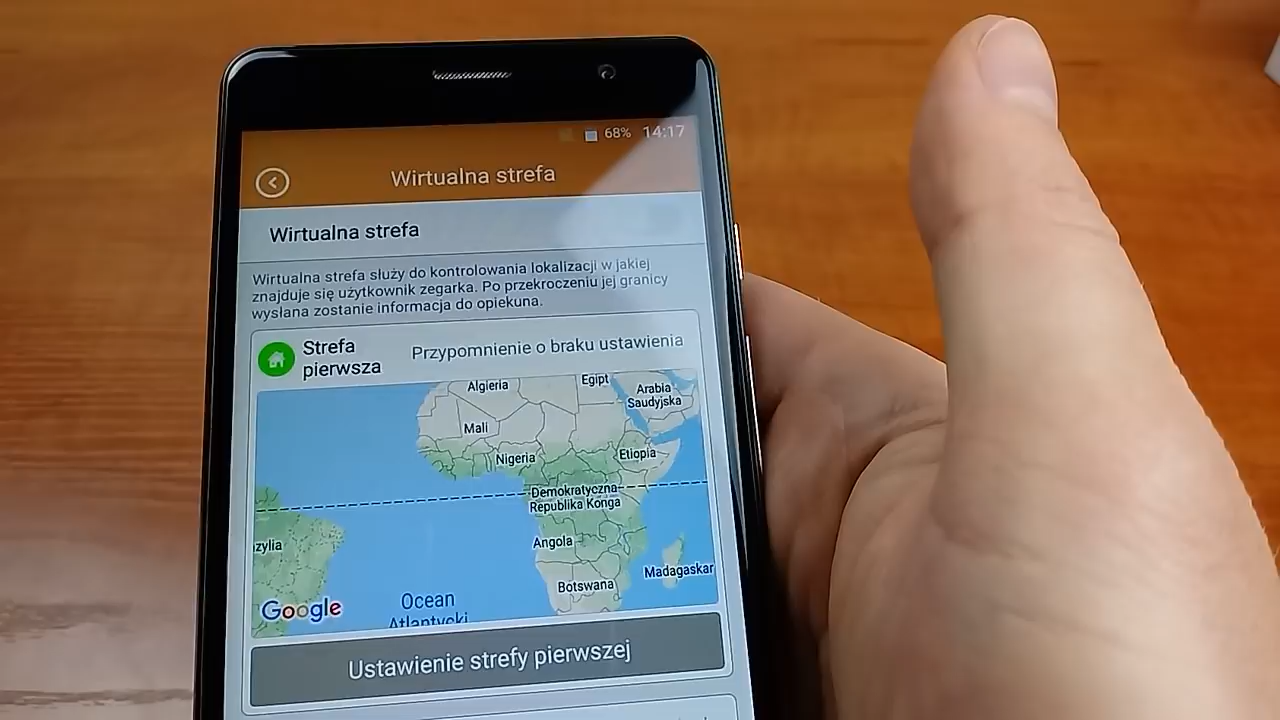 68% 14:17
Wirtualna strefa
Wirtualna strefa
Wirtualna strefa służy do kontrolowania lokalizacji w jakiej
znajduje się użytkownik zegarka. Po przekroczeniu jej granicy
wysłana zostanie informacja do opiekuna.
Strefa
pierwsza
Przypomnienie o braku ustawienia
Algieria
Egipt
Arabia
Saudyjska
Mali
Nigeria
Etiopia
Demokratyczna
Republika Konga
zylia
Angola
Madagaskar
Botswana
Google
Ocean
Atlantycki
Ustawienie strefy pierwszej